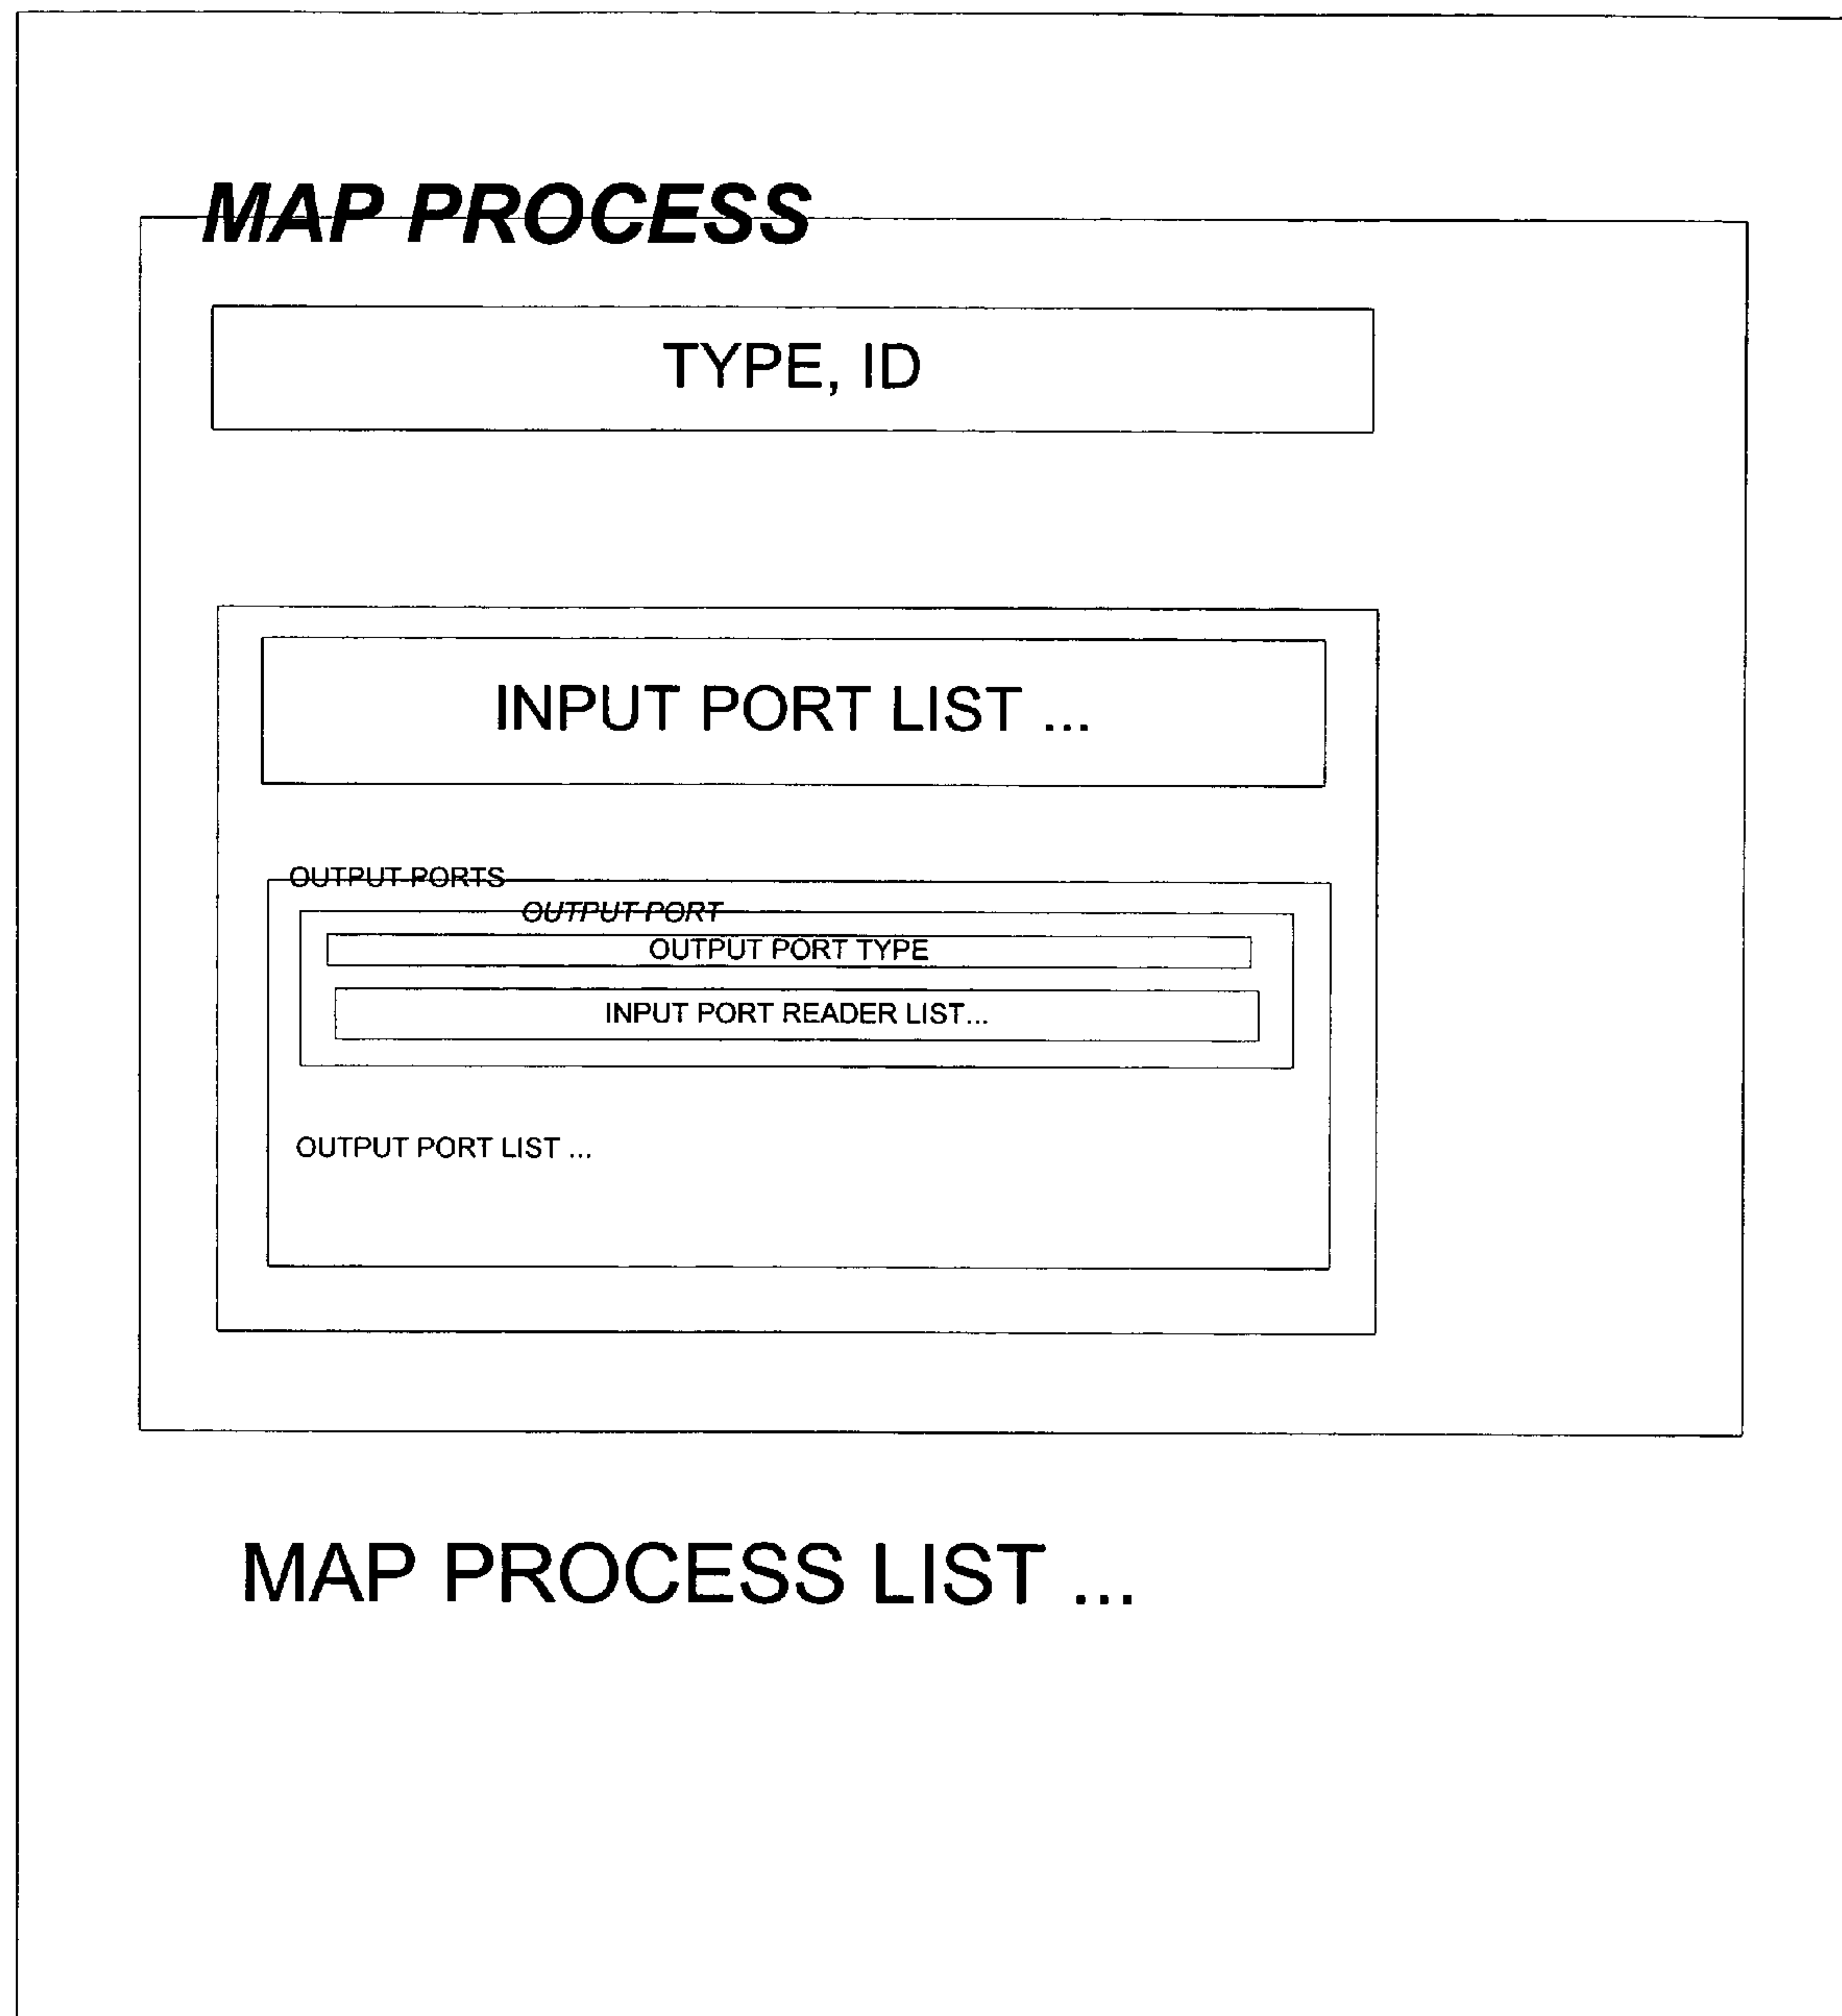 MAP PROCESS
TYPE, ID
INPUT PORT LIST ...
OUTPUT PORTS
OUTPUT PORT
OUTPUT PORT TYPE
INPUT PORT READER LIST...
OUTPUT PORT LIST ...
MAP PROCESS LIST ...